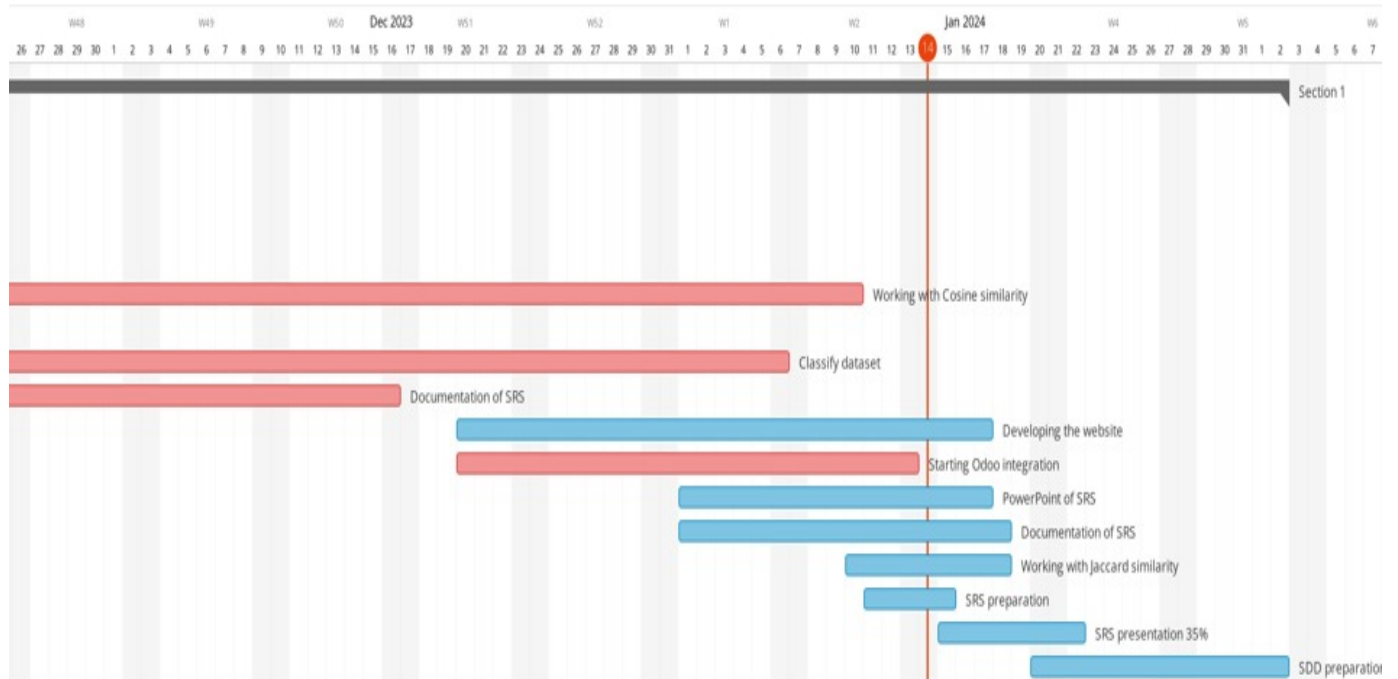 W48 W49 W50 Dec 2023 W51 W52 W1 W2 Jan 2024 W4 W5 W6
26 27 28 29 30 1 2 3 4 5 6 7 8 9 10 11 12 13 14 15 16 17 18 19 20 21 22 23 24 25 26 27 28 29 30 31 1 2 3 4 5 6 7 8 9 10 11 12 13 14 15 16 17 18 19 20 21 22 23 24 25 26 27 28 29 30 31 1 2 3 4 5 6 7
Section 1
Working with Cosine similarity
Classify dataset
Documentation of SRS
Developing the website
Starting Odoo integration
PowerPoint of SRS
Documentation of SRS
Working with Jaccard similarity
SRS preparation
SRS presentation 35%
SDD preparation